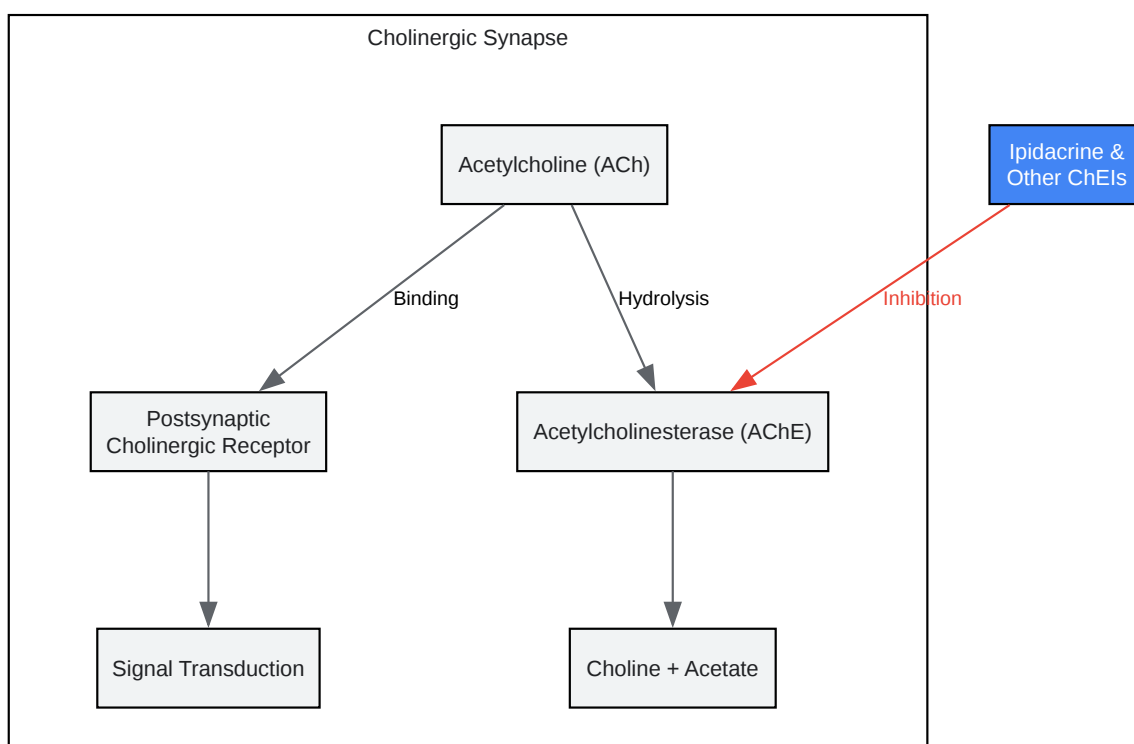 Cholinergic Synapse
Acetylcholine (ACh)
Ipidacrine &
Other ChEIs
Binding
Hydrolysis
Inhibition
Postsynaptic
Cholinergic Receptor
Acetylcholinesterase (AChE)
Signal Transduction
Choline + Acetate